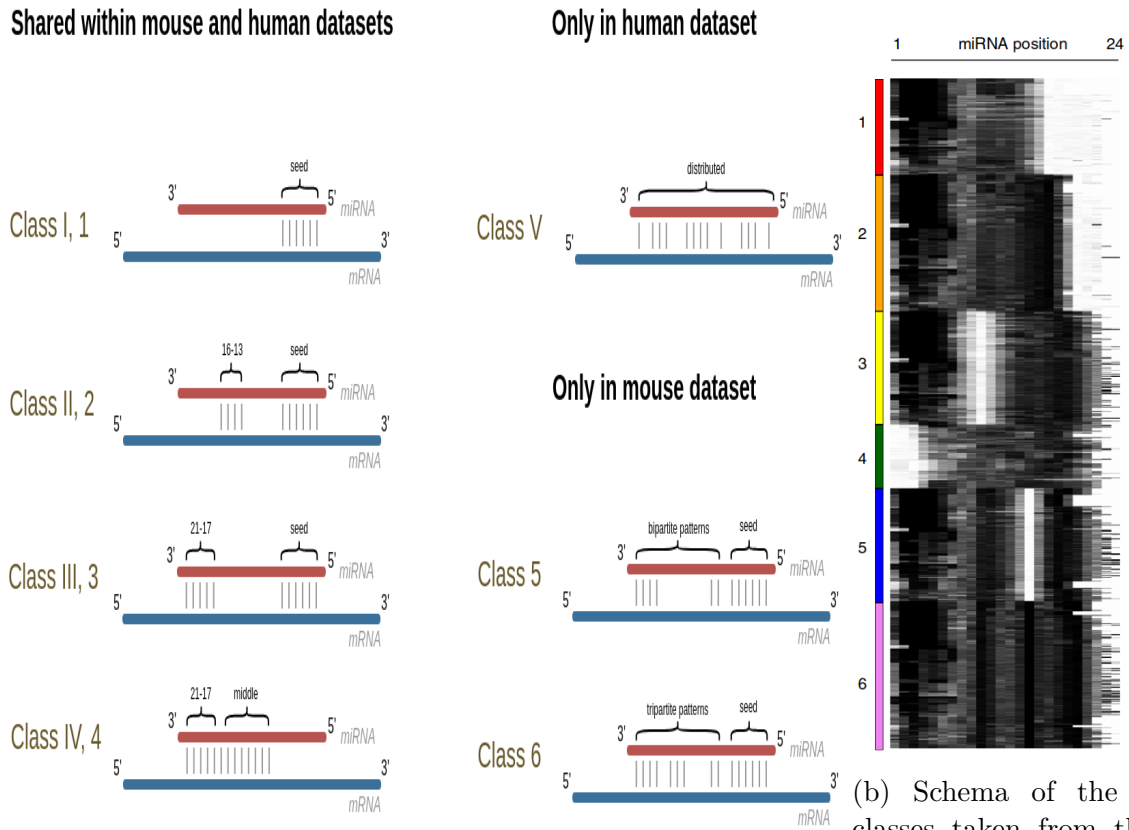 Shared within mouse and human datasets
Class I, 1
seed
3'
5'
miRNA
5'
3'
mRNA
Class II, 2
16-13
seed
3'
5'
miRNA
5'
3'
mRNA
Class III, 3
21-17
seed
3'
5'
miRNA
5'
3'
mRNA
Class IV, 4
21-17
middle
3'
5'
miRNA
5'
3'
mRNA
Only in human dataset
Class V
distributed
3'
5'
miRNA
5'
3'
mRNA
Only in mouse dataset
Class 5
bipartite patterns
seed
3'
5'
miRNA
5'
3'
mRNA
Class 6
tripartite patterns
seed
3'
5'
miRNA
5'
3'
mRNA
1 miRNA position 24
1
2
3
4
5
6
(b) Schema of the
classes taken from